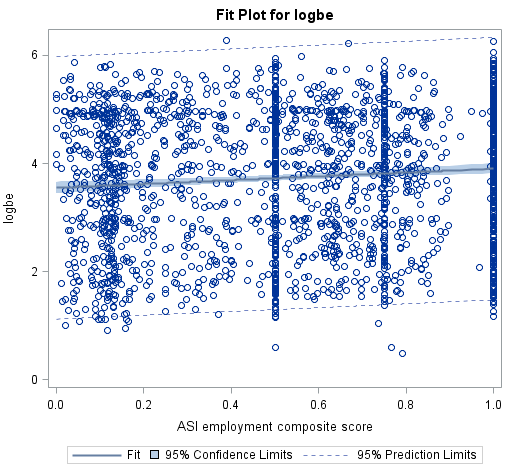 Fit Plot for logbe
6
4
2
0
logbe
0.0 0.2 0.4 0.6 0.8 1.0
ASI employment composite score
Fit 95% Confidence Limits 95% Prediction Limits